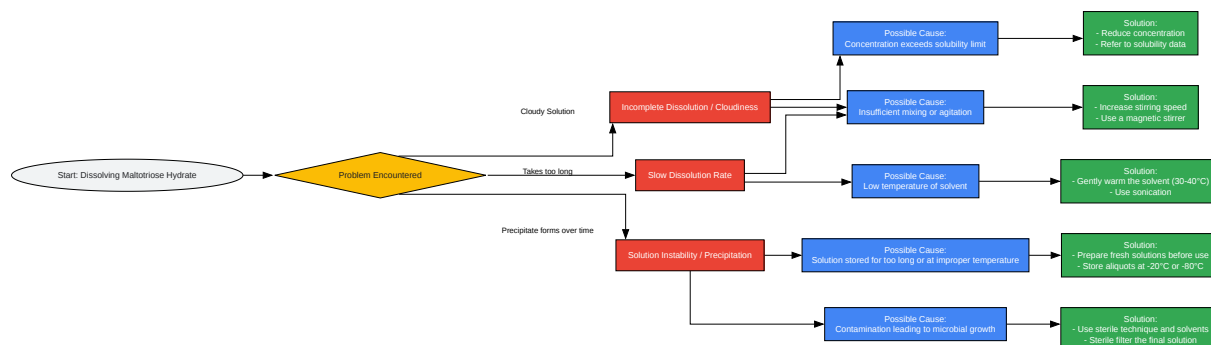 Start: Dissolving Maltotriose Hydrate
Problem Encountered
Cloudy Solution
Takes too long
Precipitate forms over time
Incomplete Dissolution / Cloudiness
Slow Dissolution Rate
Solution Instability / Precipitation
Possible Cause:
Concentration exceeds solubility limit
Possible Cause:
Insufficient mixing or agitation
Possible Cause:
Low temperature of solvent
Possible Cause:
Solution stored for too long or at improper temperature
Possible Cause:
Contamination leading to microbial growth
Solution:
- Reduce concentration
- Refer to solubility data
Solution:
- Increase stirring speed
- Use a magnetic stirrer
Solution:
- Gently warm the solvent (30-40°C)
- Use sonication
Solution:
- Prepare fresh solutions before use
- Store aliquots at -20°C or -80°C
Solution:
- Use sterile technique and solvents
- Sterile filter the final solution